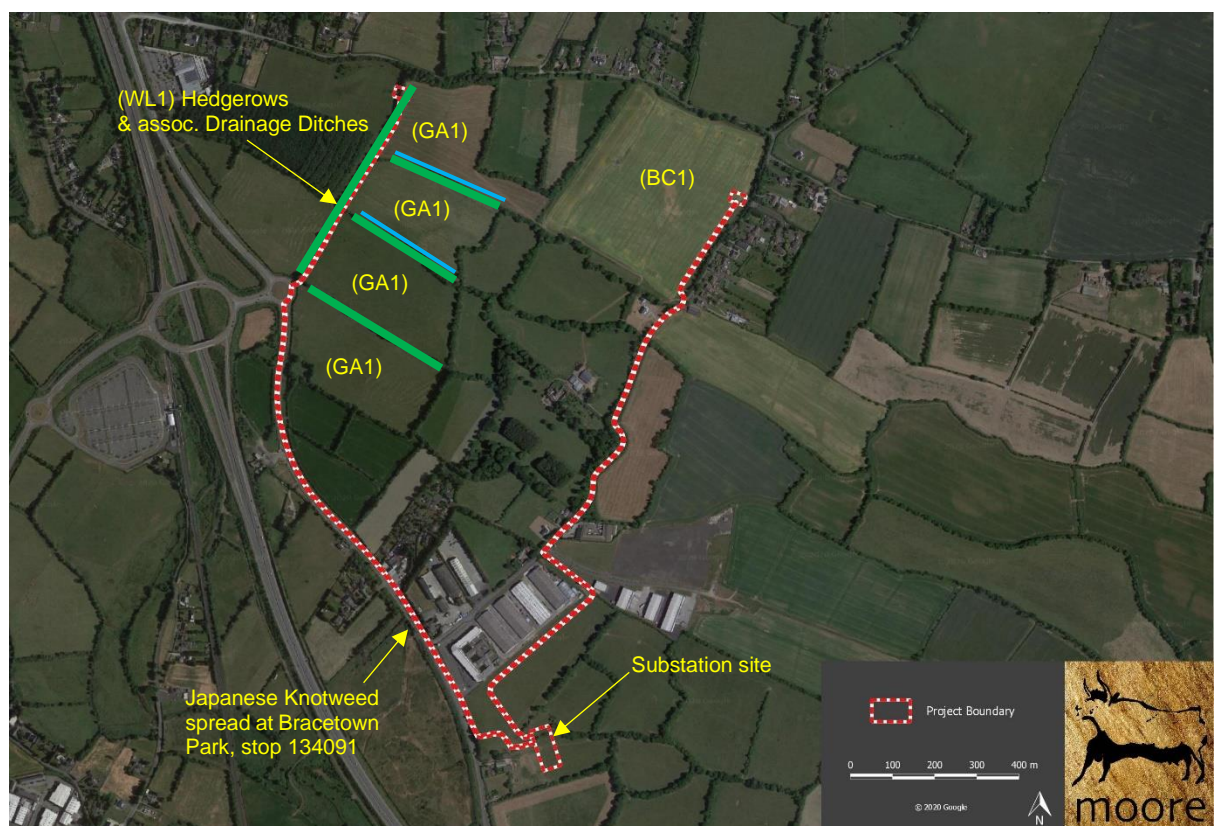 (WL1) Hedgerows
& assoc. Drainage Ditches
(GA1)
(BC1)
(GA1)
(GA1)
(GA1)
Substation site
Japanese Knotweed
spread at Bracetown
Park, stop 134091
Project Boundary
0 100 200 300 400 m
© 2020 Google
N
moore